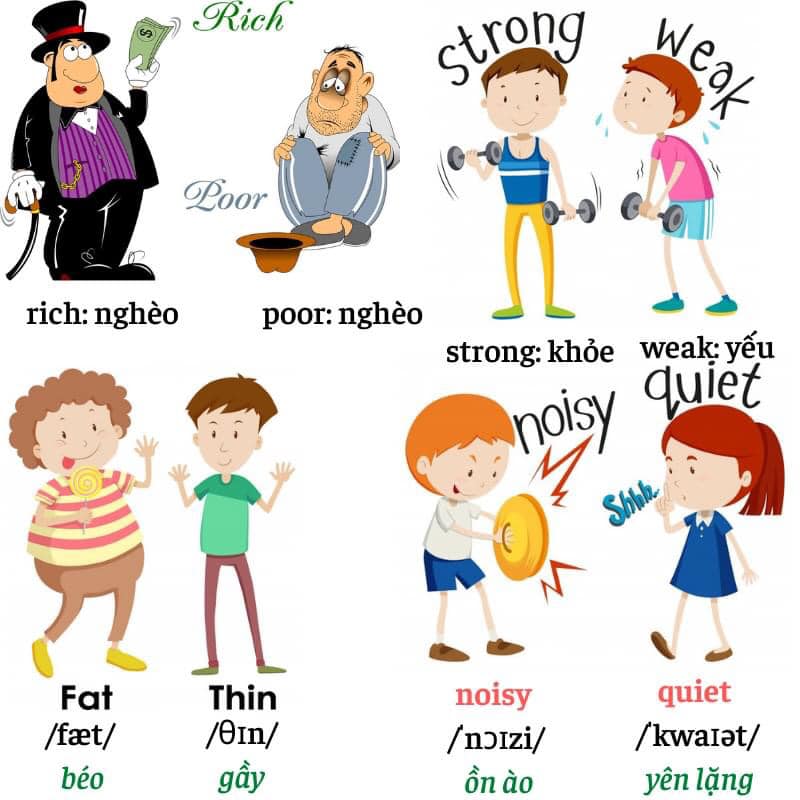 Rich
Poor
rich: nghèo
poor: nghèo
strong
weak
strong: khỏe
weak: yếu
Fat
/fæt/
béo
Thin
/θɪn/
gầy
noisy
quiet
Shhh..
noisy
/ˈnɔɪzi/
ồn ào
quiet
/ˈkwaɪət/
yên lặng